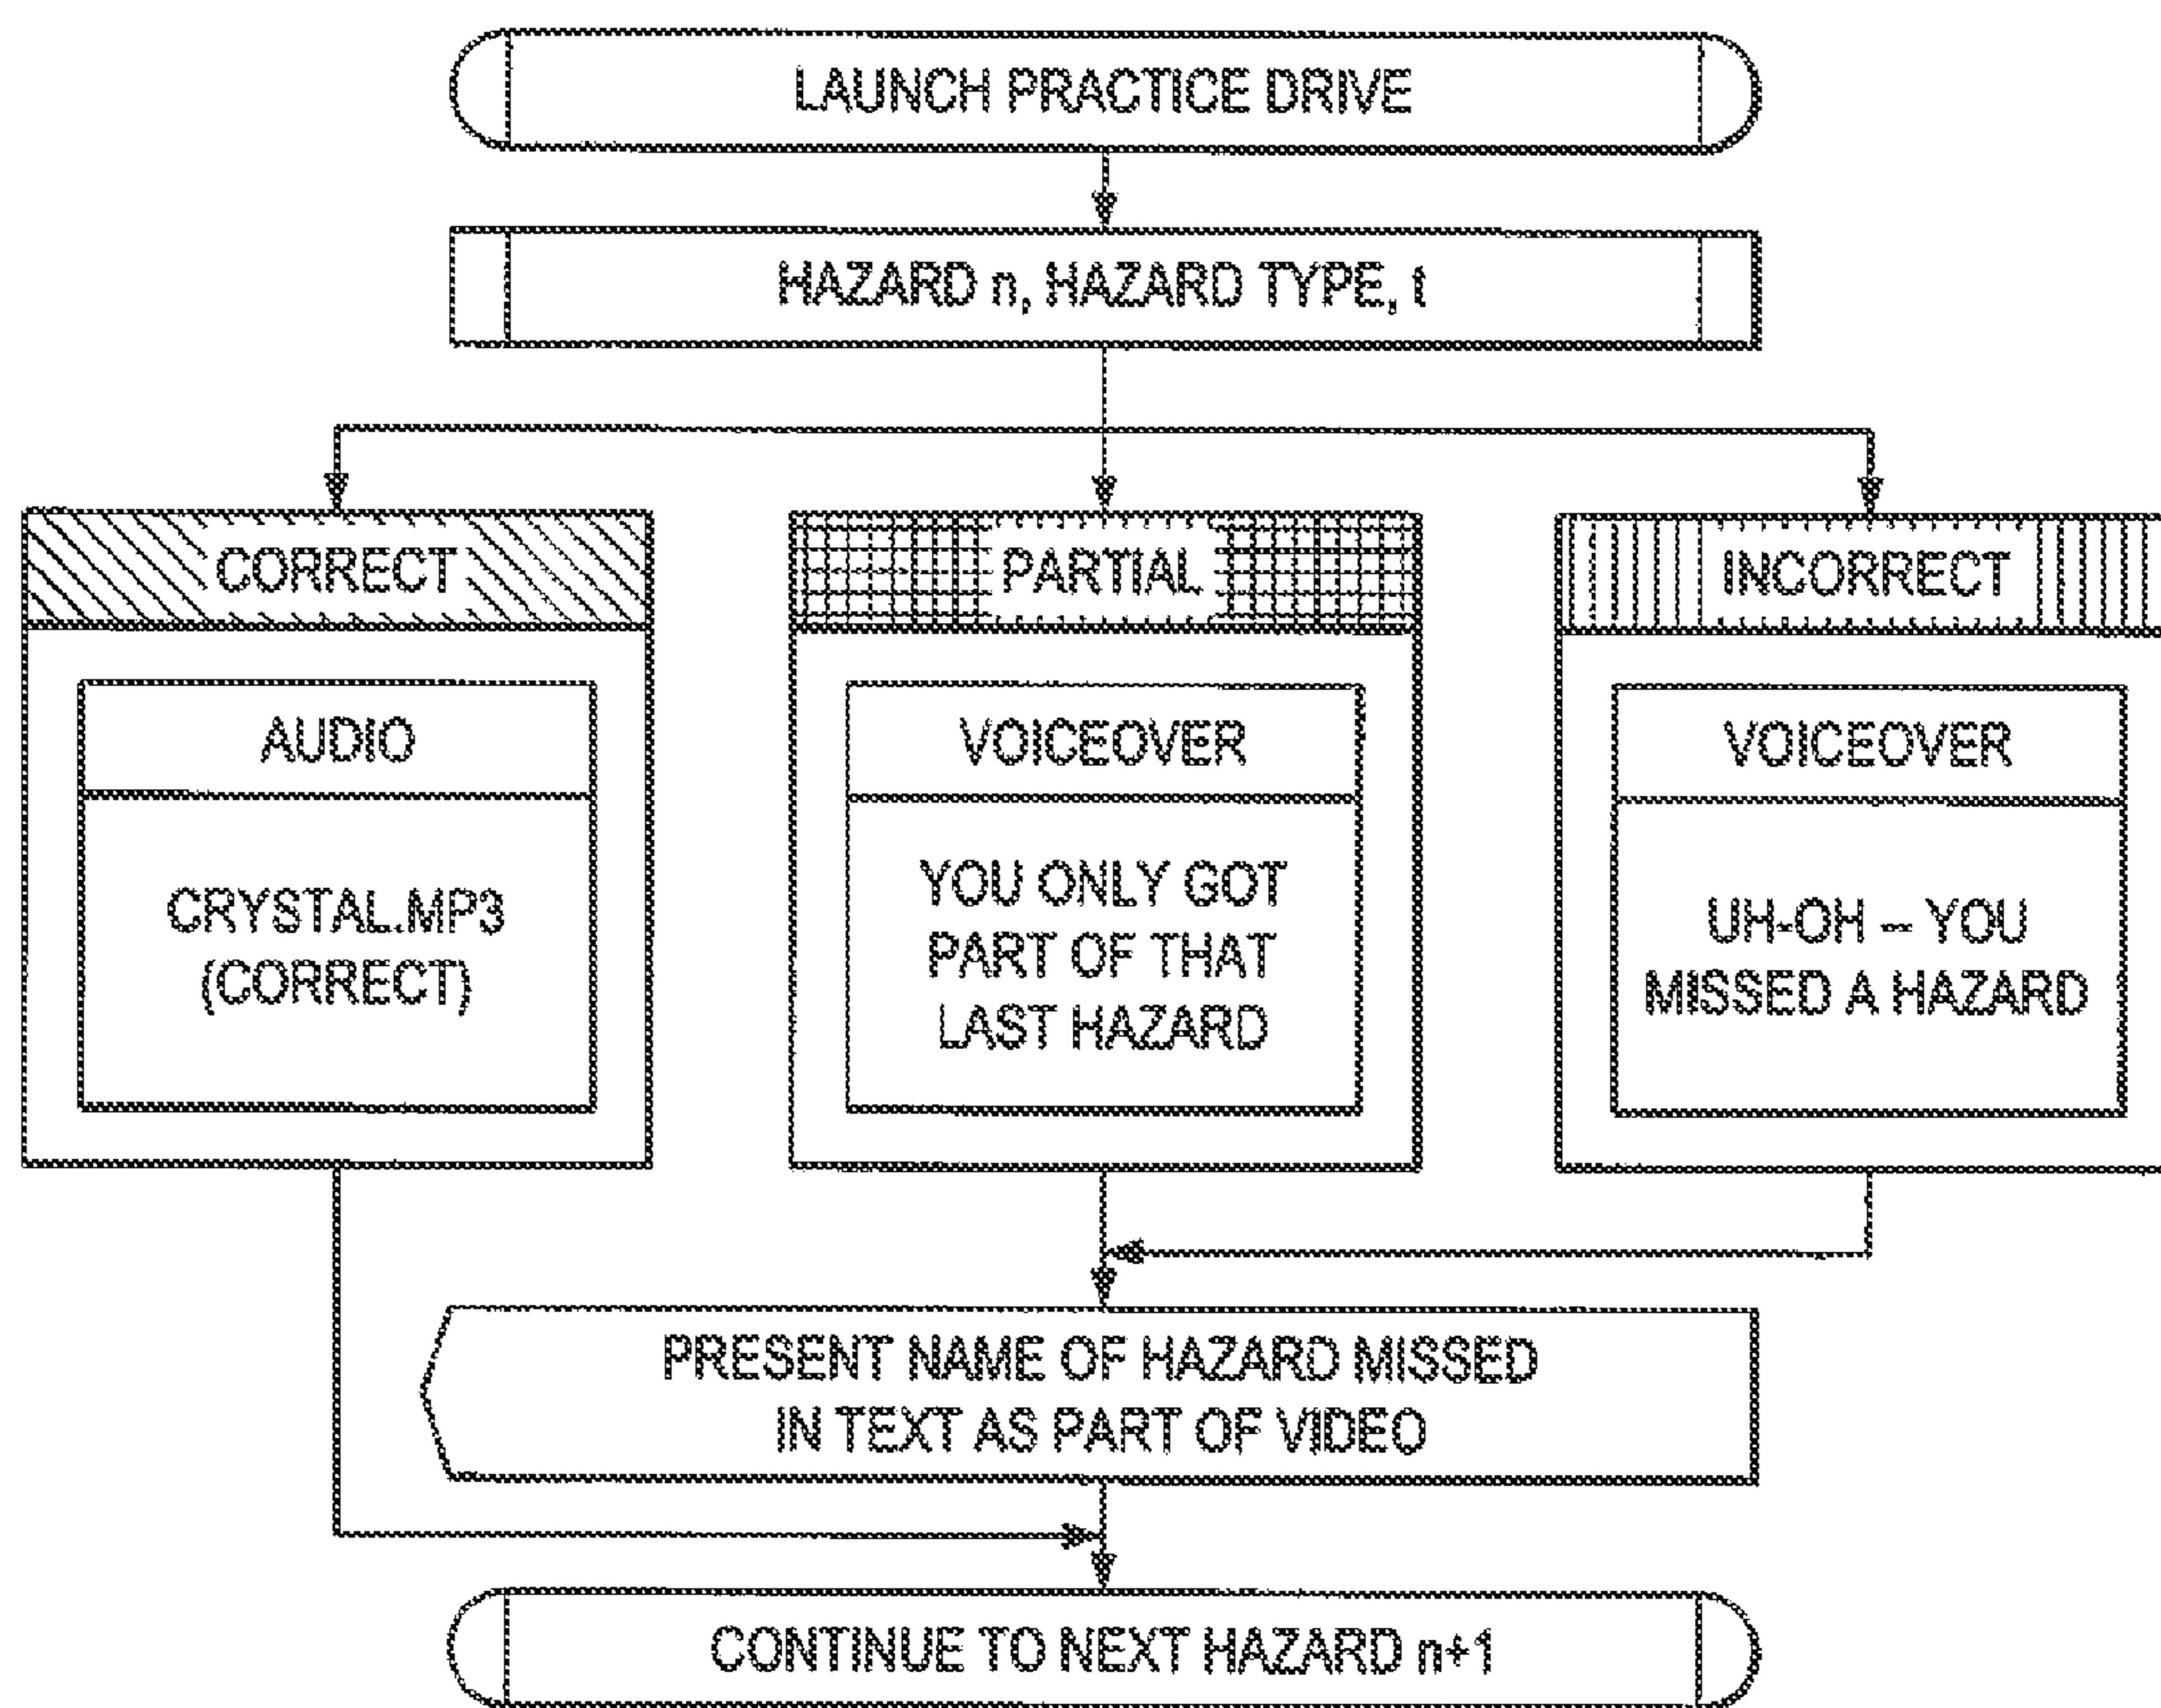 LAUNCH PRACTICE DRIVE
HAZARD n, HAZARD TYPE, t
CORRECT
AUDIO
CRYSTAL.MP3
(CORRECT)
PARTIAL
VOICEOVER
YOU ONLY GOT
PART OF THAT
LAST HAZARD
INCORRECT
VOICEOVER
UH-OH -- YOU
MISSED A HAZARD
PRESENT NAME OF HAZARD MISSED
IN TEXT AS PART OF VIDEO
CONTINUE TO NEXT HAZARD n+1